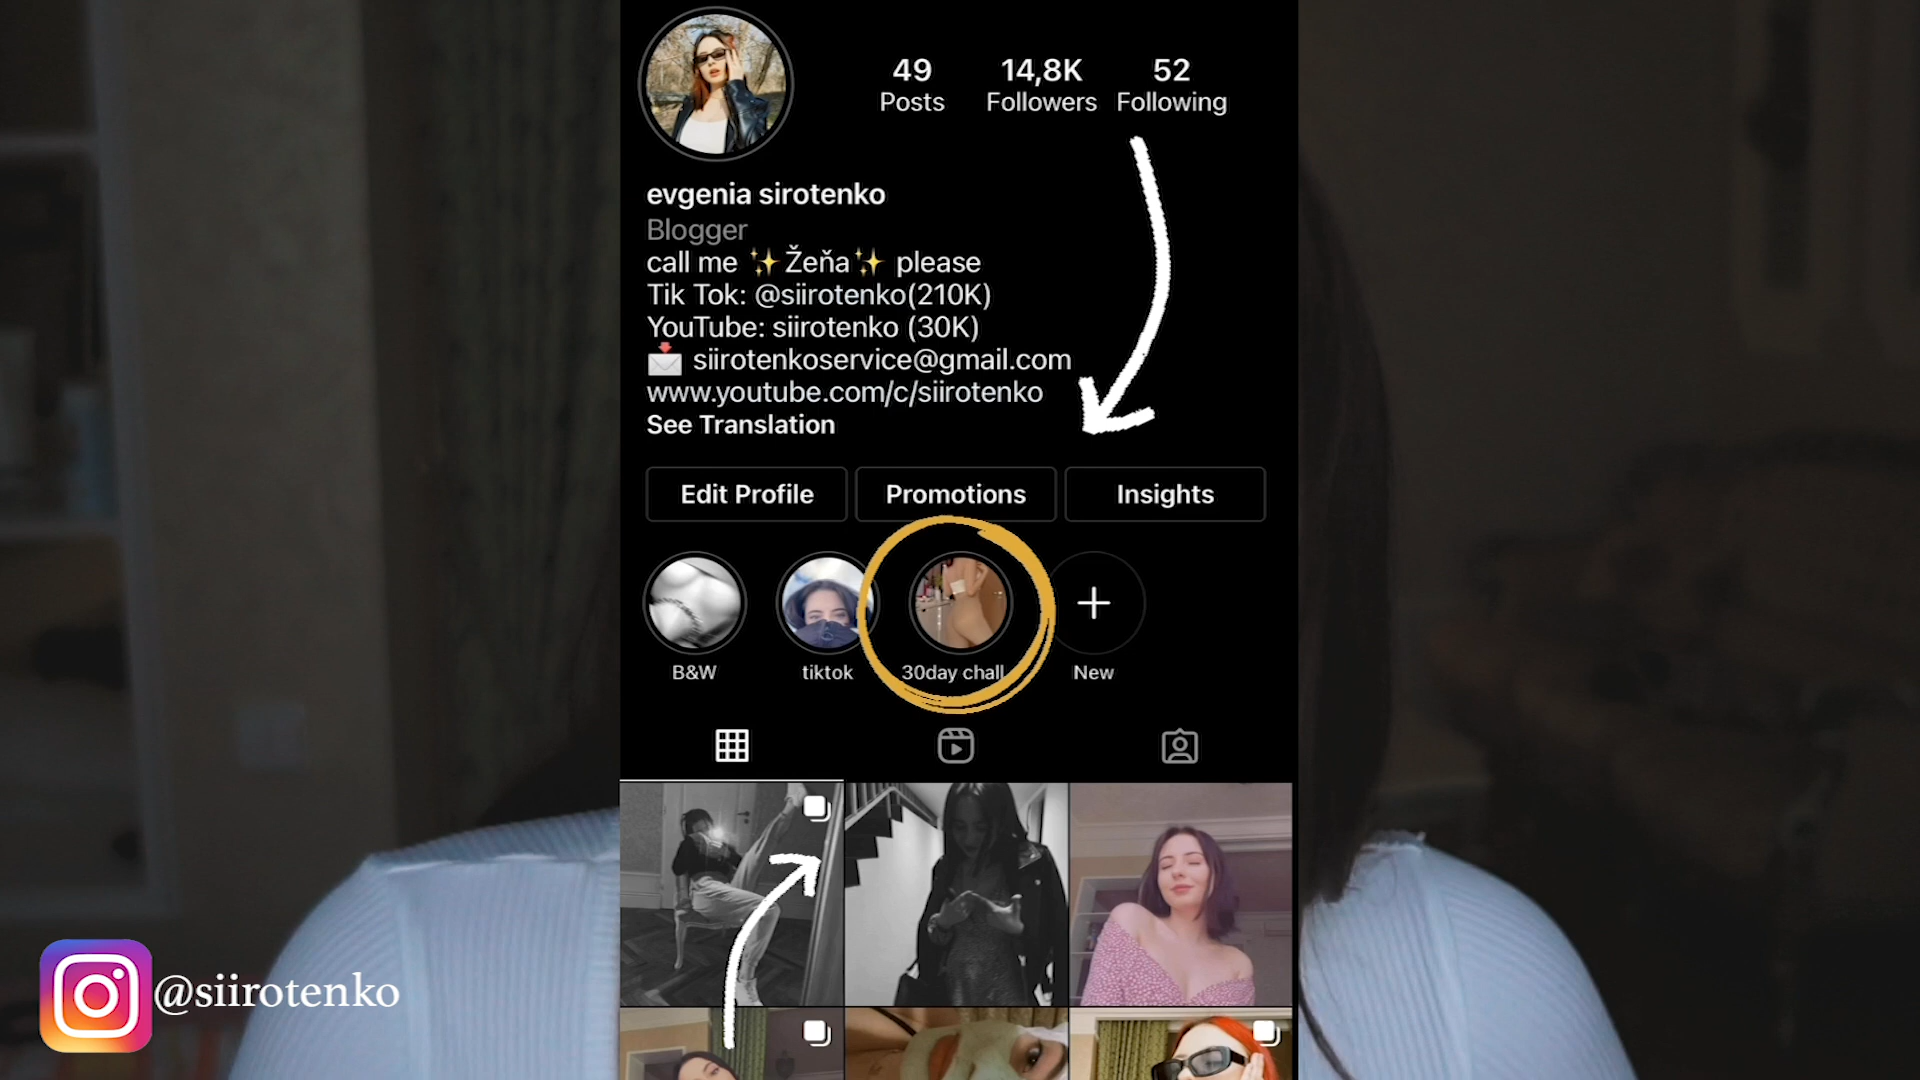 49 14,8K 52
Posts Followers Following
evgenia sirotenko
Blogger
call me ✨Žeňa✨ please
Tik Tok: @siirotenko(210K)
YouTube: siirotenko (30K)
📩 siirotenkoservice@gmail.com
www.youtube.com/c/siirotenko
See Translation
Edit Profile Promotions Insights
B&W tiktok 30day chall New
@siirotenko